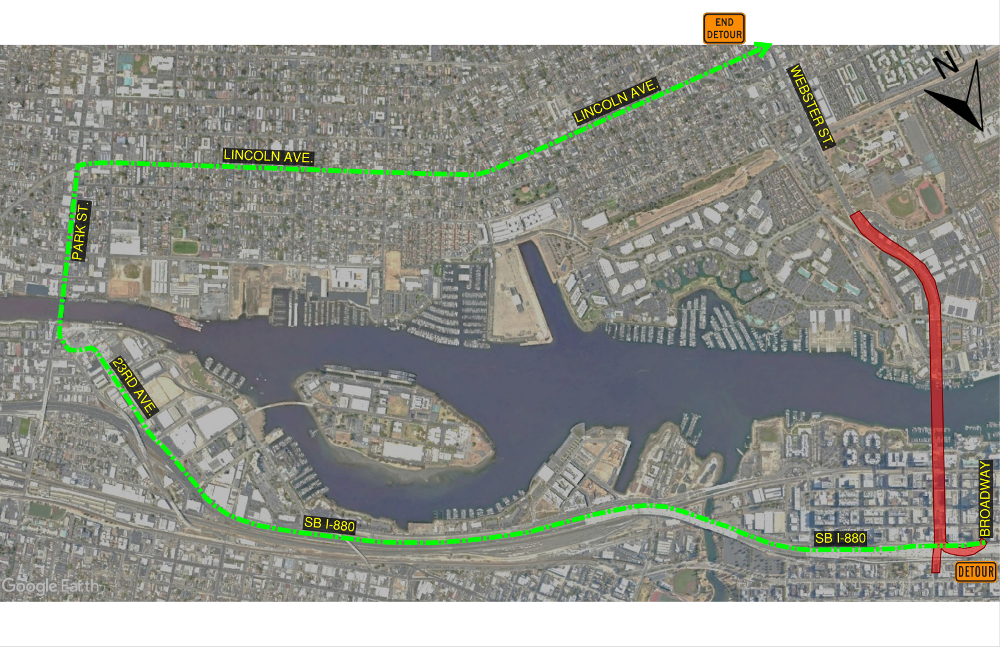 END
DETOUR
N
WEBSTER ST.
LINCOLN AVE.
LINCOLN AVE.
PARK ST.
23RD AVE.
SB I-880
SB I-880
BROADWAY
DETOUR
Google Earth